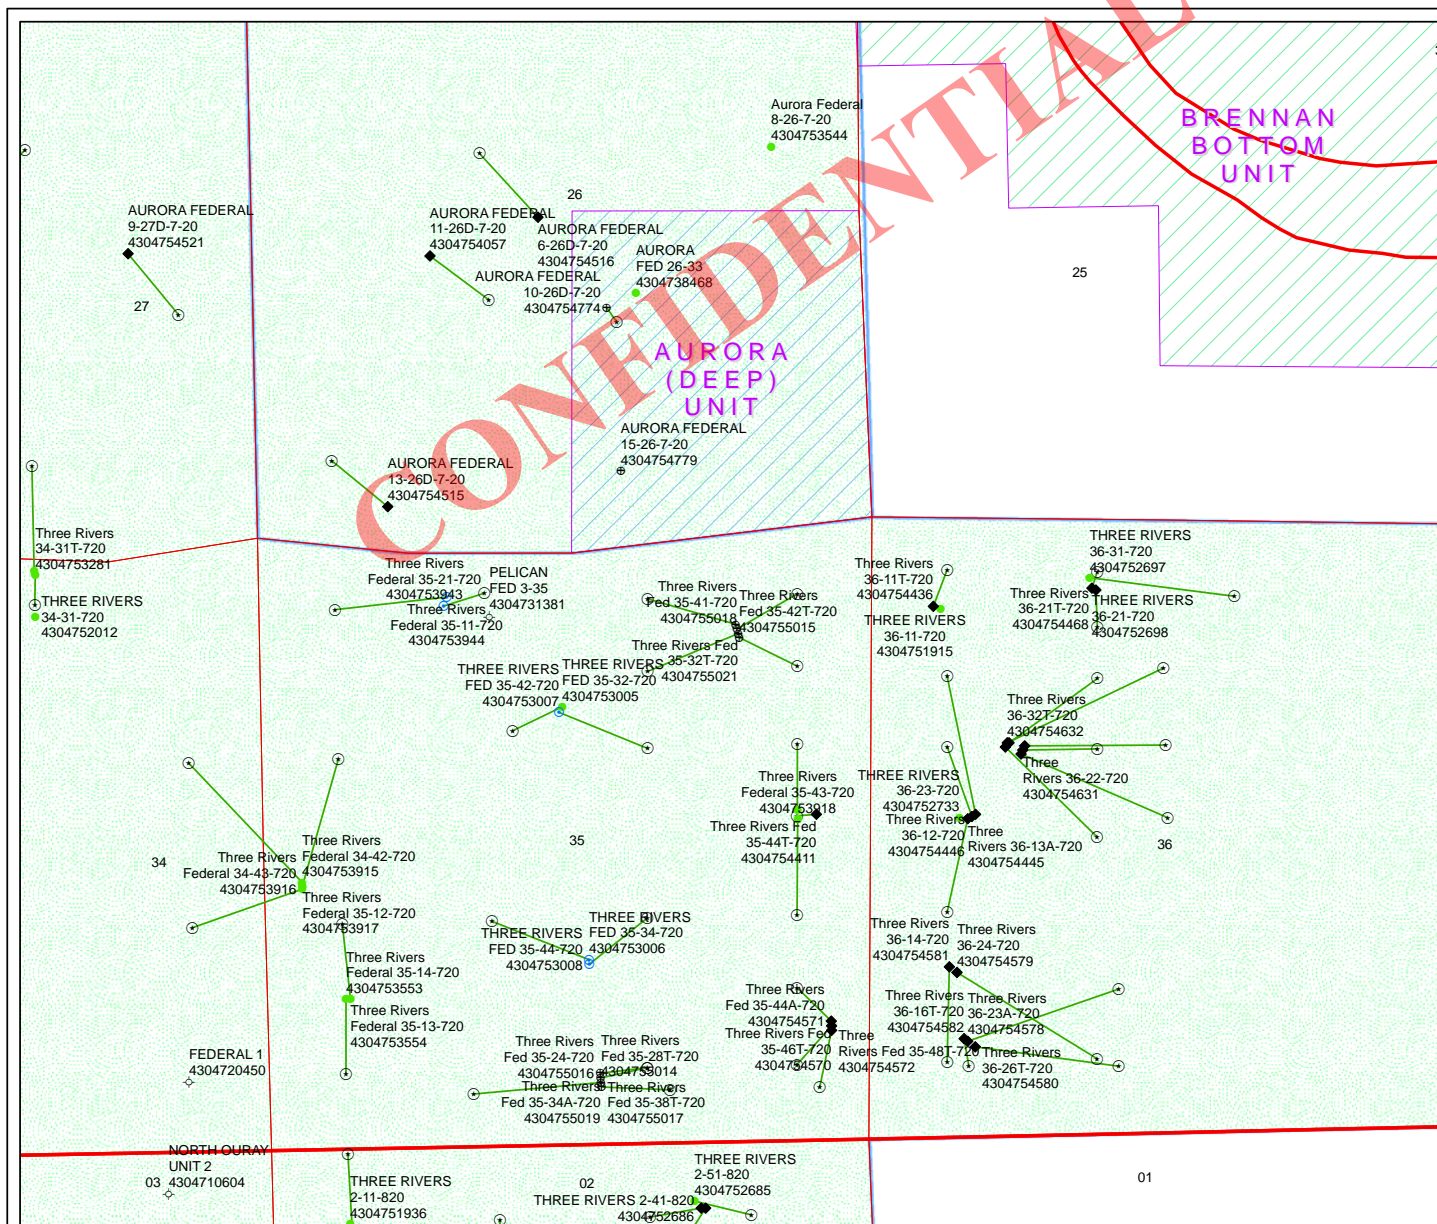 CONFIDENTIAL
BRENNAN
BOTTOM
UNIT
Aurora Federal
8-26-7-20
4304753544
26
AURORA FEDERAL
9-27D-7-20
4304754521
27
AURORA FEDERAL
11-26D-7-20
4304754057
AURORA FEDERAL
6-26D-7-20
4304754516
AURORA
FED 26-33
4304738468
AURORA FEDERAL
10-26D-7-20
4304754774
25
AURORA
(DEEP)
UNIT
AURORA FEDERAL
15-26-7-20
4304754779
AURORA FEDERAL
13-26D-7-20
4304754515
Three Rivers
34-31T-720
4304753281
THREE RIVERS
34-31-720
4304752012
Three Rivers
Federal 35-21-720
4304753943
Three Rivers
Federal 35-11-720
4304753944
PELICAN
FED 3-35
4304731381
Three Rivers
Fed 35-41-720
4304755018
Three Rivers
Fed 35-42T-720
4304755015
Three Rivers Fed
35-32T-720
4304755021
THREE RIVERS
FED 35-42-720
4304753007
THREE RIVERS
FED 35-32-720
4304753005
Three Rivers
36-11T-720
4304754436
THREE RIVERS
36-11-720
4304751915
THREE RIVERS
36-31-720
4304752697
Three Rivers
36-21T-720
4304754468
THREE RIVERS
36-21-720
4304752698
Three Rivers
36-32T-720
4304754632
Three
Rivers 36-22-720
4304754631
Three Rivers
Federal 35-43-720
4304753918
Three Rivers Fed
35-44T-720
4304754411
THREE RIVERS
36-23-720
4304752733
Three Rivers
36-12-720
4304754446
Three
Rivers 36-13A-720
4304754445
36
35
34
Three Rivers
Federal 34-42-720
4304753915
Three Rivers
Federal 34-43-720
4304753916
Three Rivers
Federal 35-12-720
4304753917
THREE RIVERS
FED 35-44-720
4304753008
THREE RIVERS
FED 35-34-720
4304753006
Three Rivers
36-14-720
4304754581
Three Rivers
36-24-720
4304754579
Three Rivers
Federal 35-14-720
4304753553
Three Rivers
Federal 35-13-720
4304753554
Three Rivers
Fed 35-44A-720
4304754571
Three Rivers Fed
35-46T-720
4304754570
Three
Rivers Fed 35-48T-720
4304754572
Three Rivers
36-16T-720
4304754582
Three Rivers
36-23A-720
4304754578
Three Rivers
36-26T-720
4304754580
FEDERAL 1
4304720450
Three Rivers
Fed 35-24-720
4304755016
Three Rivers
Fed 35-28T-720
4304755014
Three Rivers
Fed 35-34A-720
4304755019
Three Rivers
Fed 35-38T-720
4304755017
NORTH OURAY
UNIT 2
03 4304710604
THREE RIVERS
2-11-820
4304751936
02
THREE RIVERS
2-51-820
4304752685
THREE RIVERS 2-41-820
4304752686
01